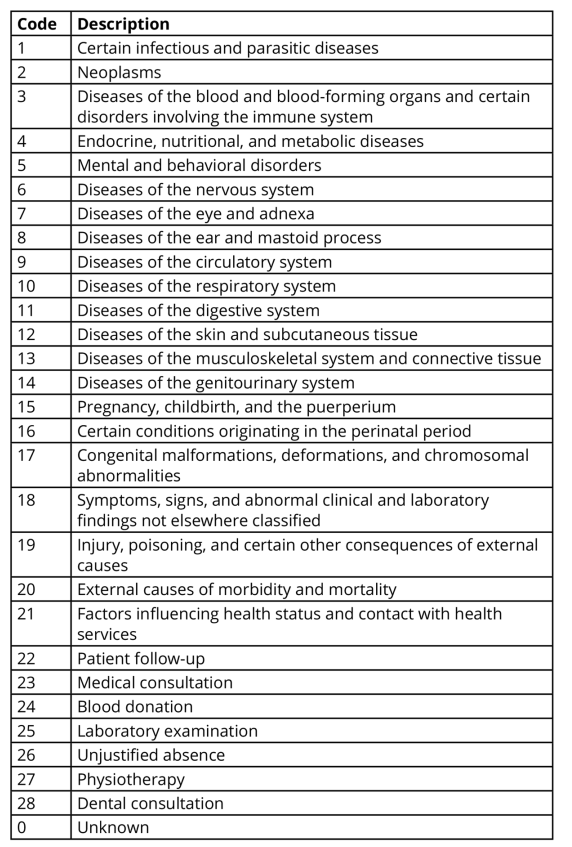 Code Description
1 Certain infectious and parasitic diseases
2 Neoplasms
3 Diseases of the blood and blood-forming organs and certain
disorders involving the immune system
4 Endocrine, nutritional, and metabolic diseases
5 Mental and behavioral disorders
6 Diseases of the nervous system
7 Diseases of the eye and adnexa
8 Diseases of the ear and mastoid process
9 Diseases of the circulatory system
10 Diseases of the respiratory system
11 Diseases of the digestive system
12 Diseases of the skin and subcutaneous tissue
13 Diseases of the musculoskeletal system and connective tissue
14 Diseases of the genitourinary system
15 Pregnancy, childbirth, and the puerperium
16 Certain conditions originating in the perinatal period
17 Congenital malformations, deformations, and chromosomal
abnormalities
18 Symptoms, signs, and abnormal clinical and laboratory
findings not elsewhere classified
19 Injury, poisoning, and certain other consequences of external
causes
20 External causes of morbidity and mortality
21 Factors influencing health status and contact with health
services
22 Patient follow-up
23 Medical consultation
24 Blood donation
25 Laboratory examination
26 Unjustified absence
27 Physiotherapy
28 Dental consultation
0 Unknown